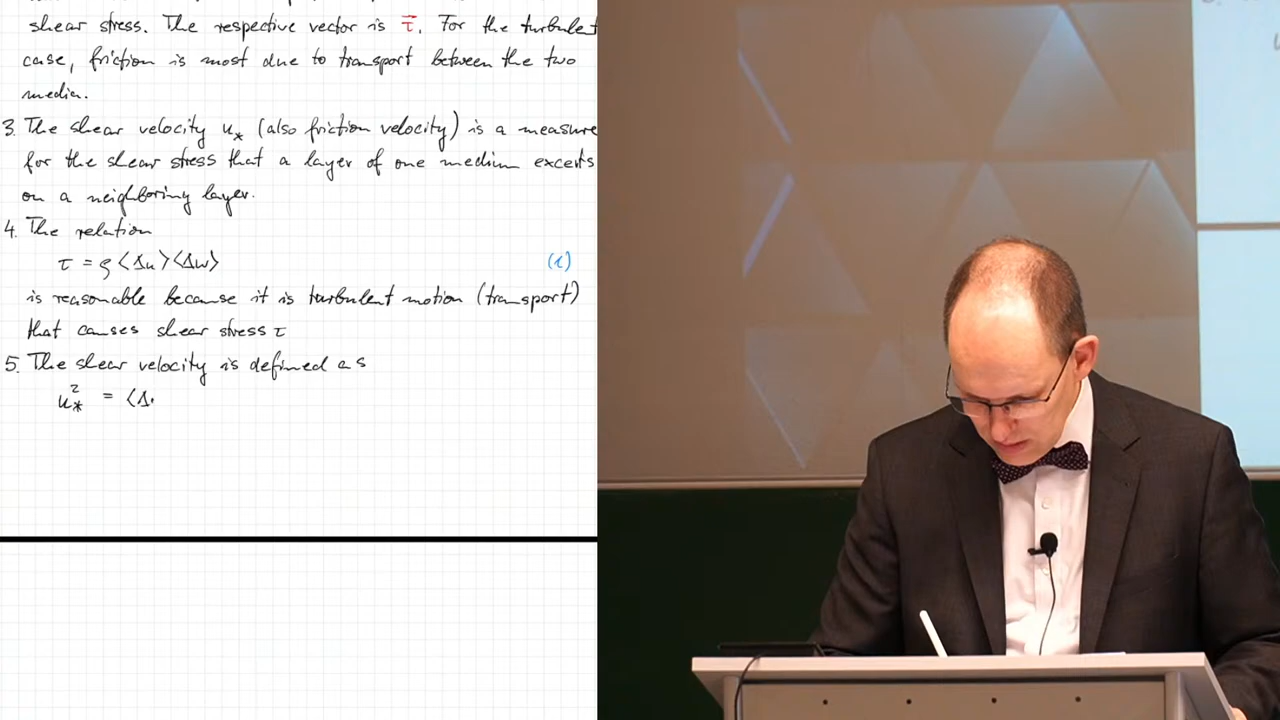 shear stress. The respective vector is τ⃗. For the turbulent
case, friction is most due to transport between the two
media.
3. The shear velocity u* (also friction velocity) is a measure
for the shear stress that a layer of one medium excerts
on a neighboring layer.
4. The relation
τ = ρ⟨Δu⟩⟨Δw⟩ (1)
is reasonable because it is turbulent motion (transport)
that causes shear stress τ
5. The shear velocity is defined as
u*² = ⟨Δ